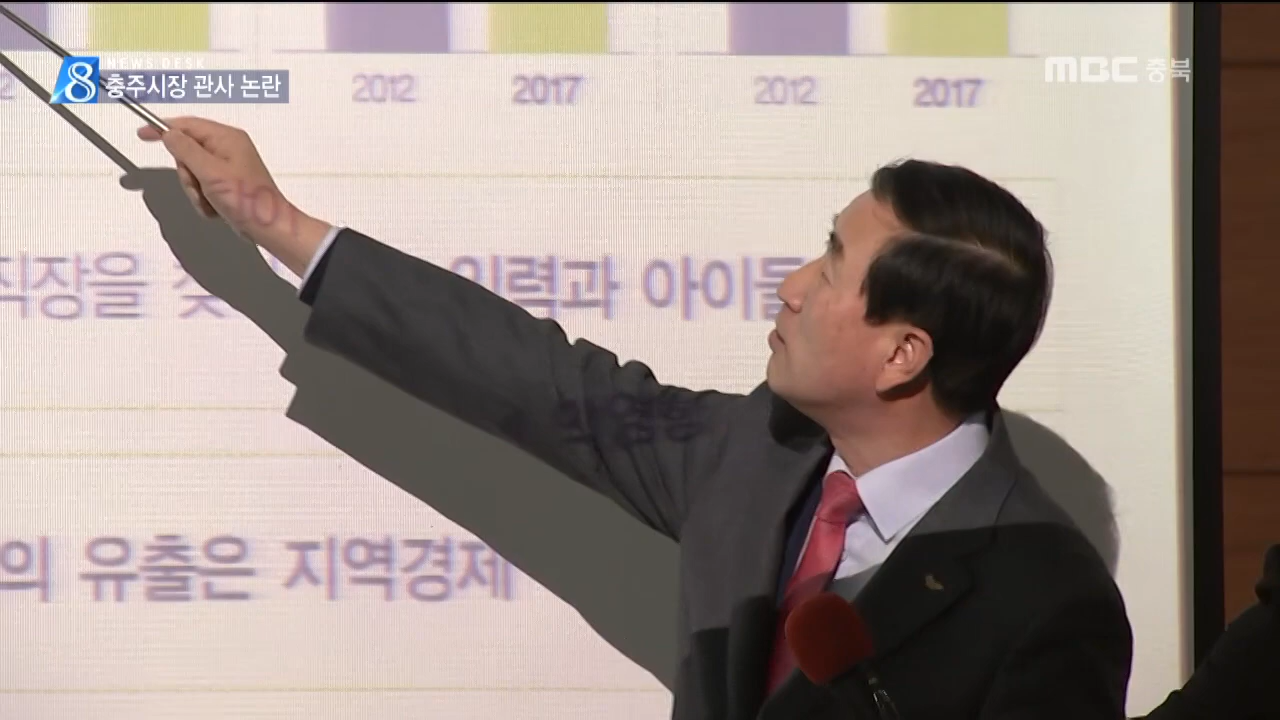 NEWS DESK
8 충주시장 관사 논란
MBC 충북
2 2012 2017 2012 2017
직장을 인력과 아이들
의 유출은 지역경제